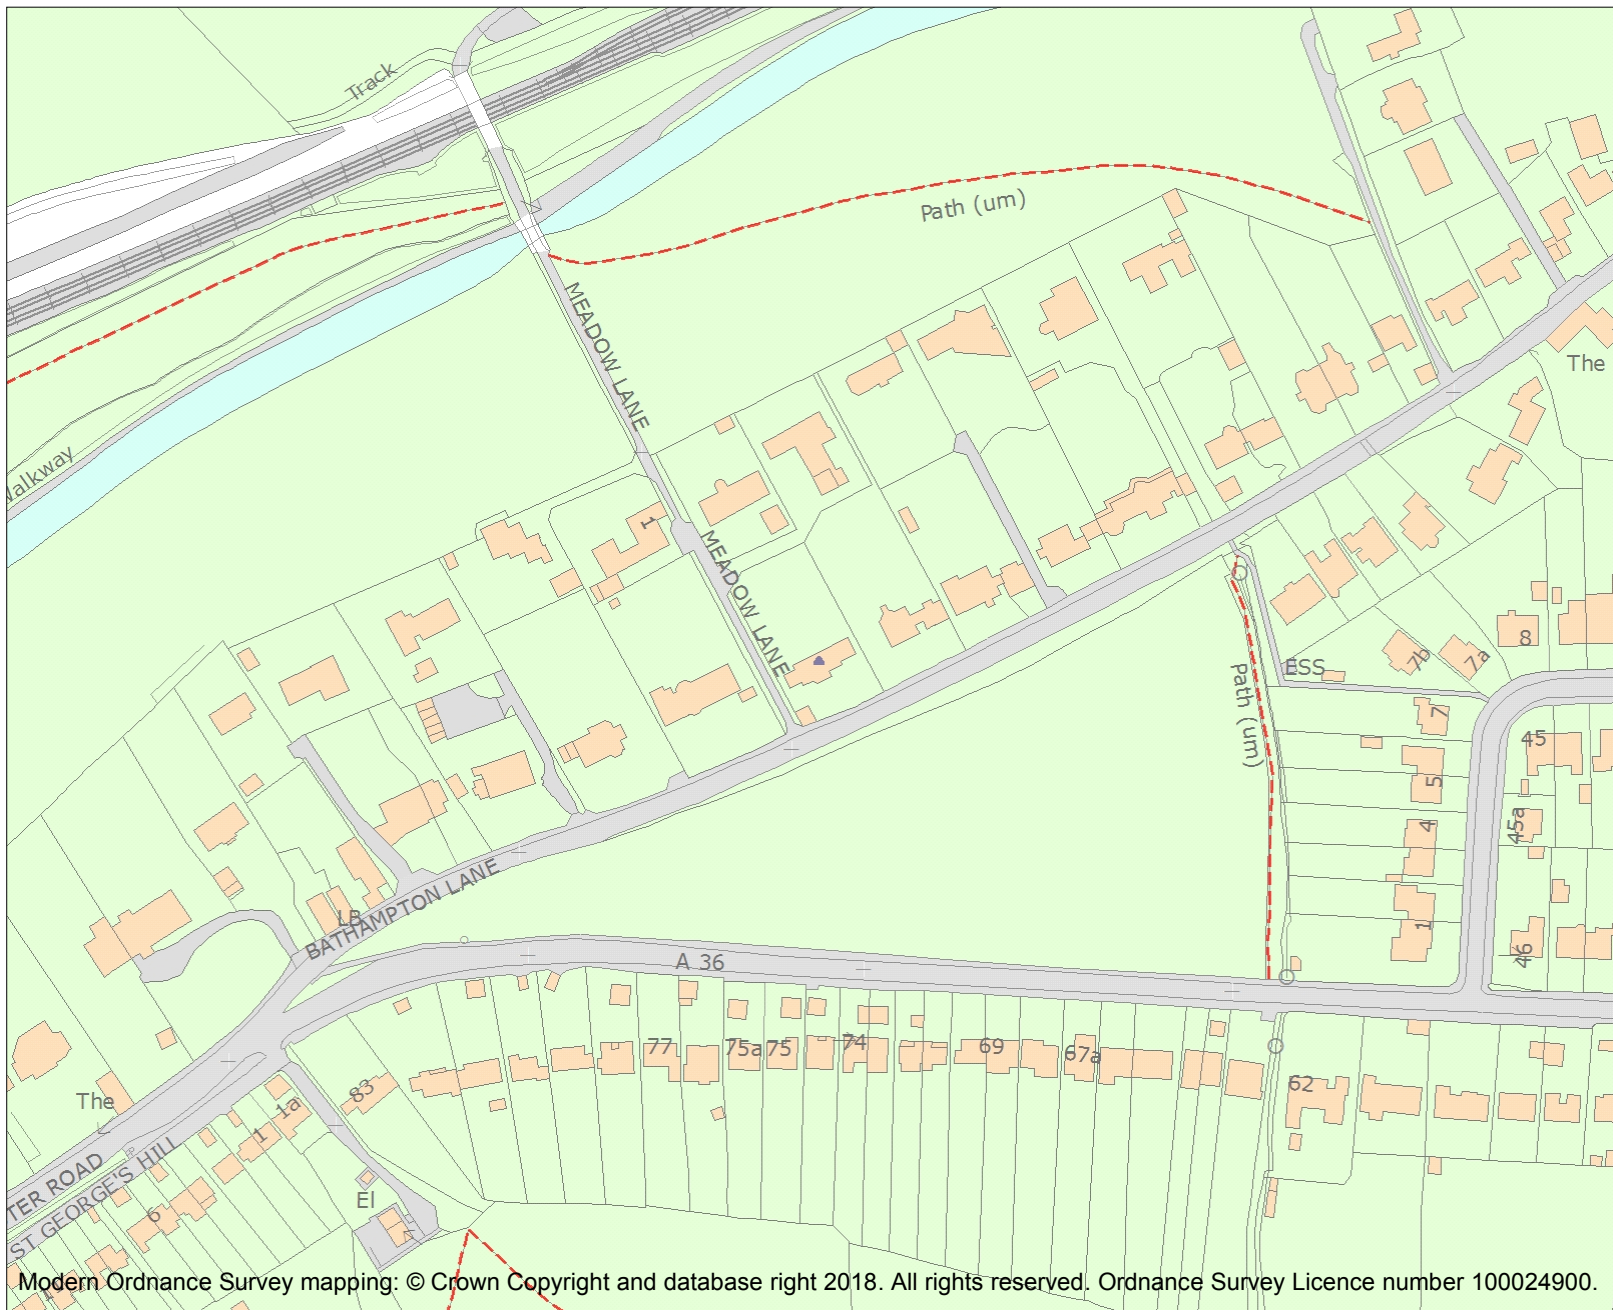 Track
Path (um)
MEADOW LANE
The
Walkway
1
MEADOW LANE
8
7b
7a
ESS
Path (um)
7
45
5
4
45a
LB
BATHAMPTON LANE
1
46
A 36
77
75a
75
74
69
67a
62
83
The
1a
1
TER ROAD
ST GEORGE'S HILL
6
El
1
Modern Ordnance Survey mapping: © Crown Copyright and database right 2018. All rights reserved. Ordnance Survey Licence number 100024900.